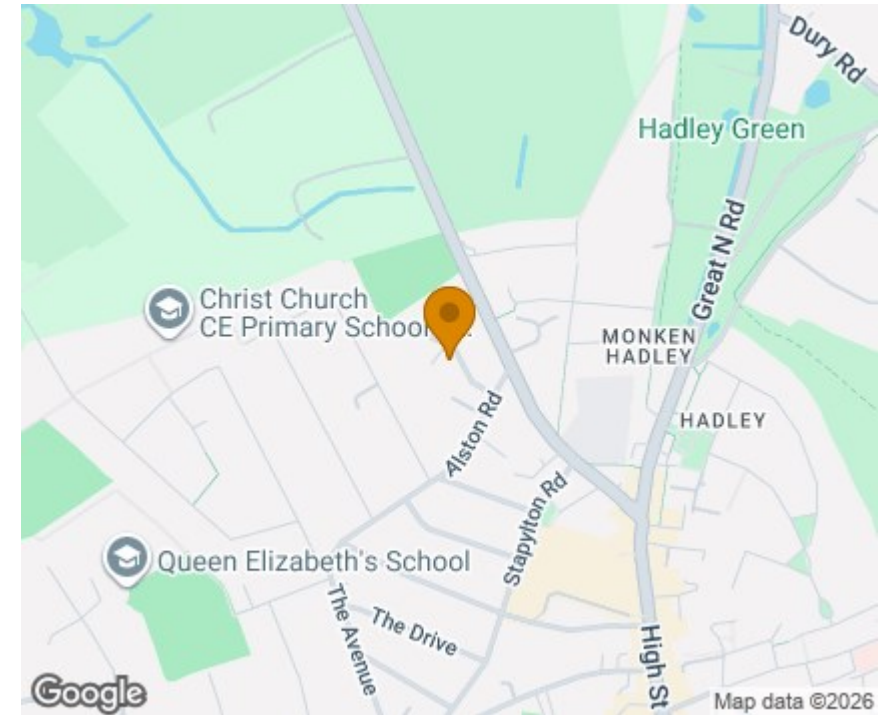 Dury Rd
Hadley Green
Great N Rd
Christ Church
CE Primary School...
MONKEN
HADLEY
HADLEY
Alston Rd
Stapylton Rd
Queen Elizabeth's School
The Avenue
The Drive
High St
Google
Map data ©2026